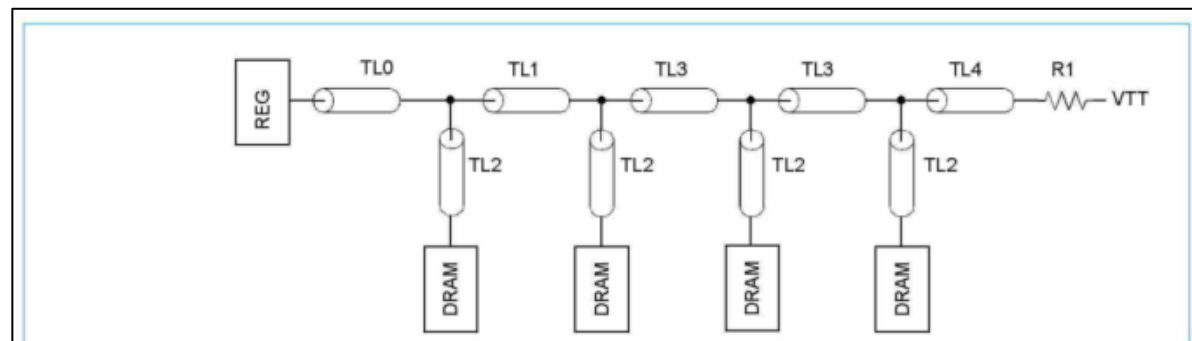 TL0 TL1 TL3 TL3 TL4 R1
REG VTT
TL2 TL2 TL2 TL2
DRAM DRAM DRAM DRAM